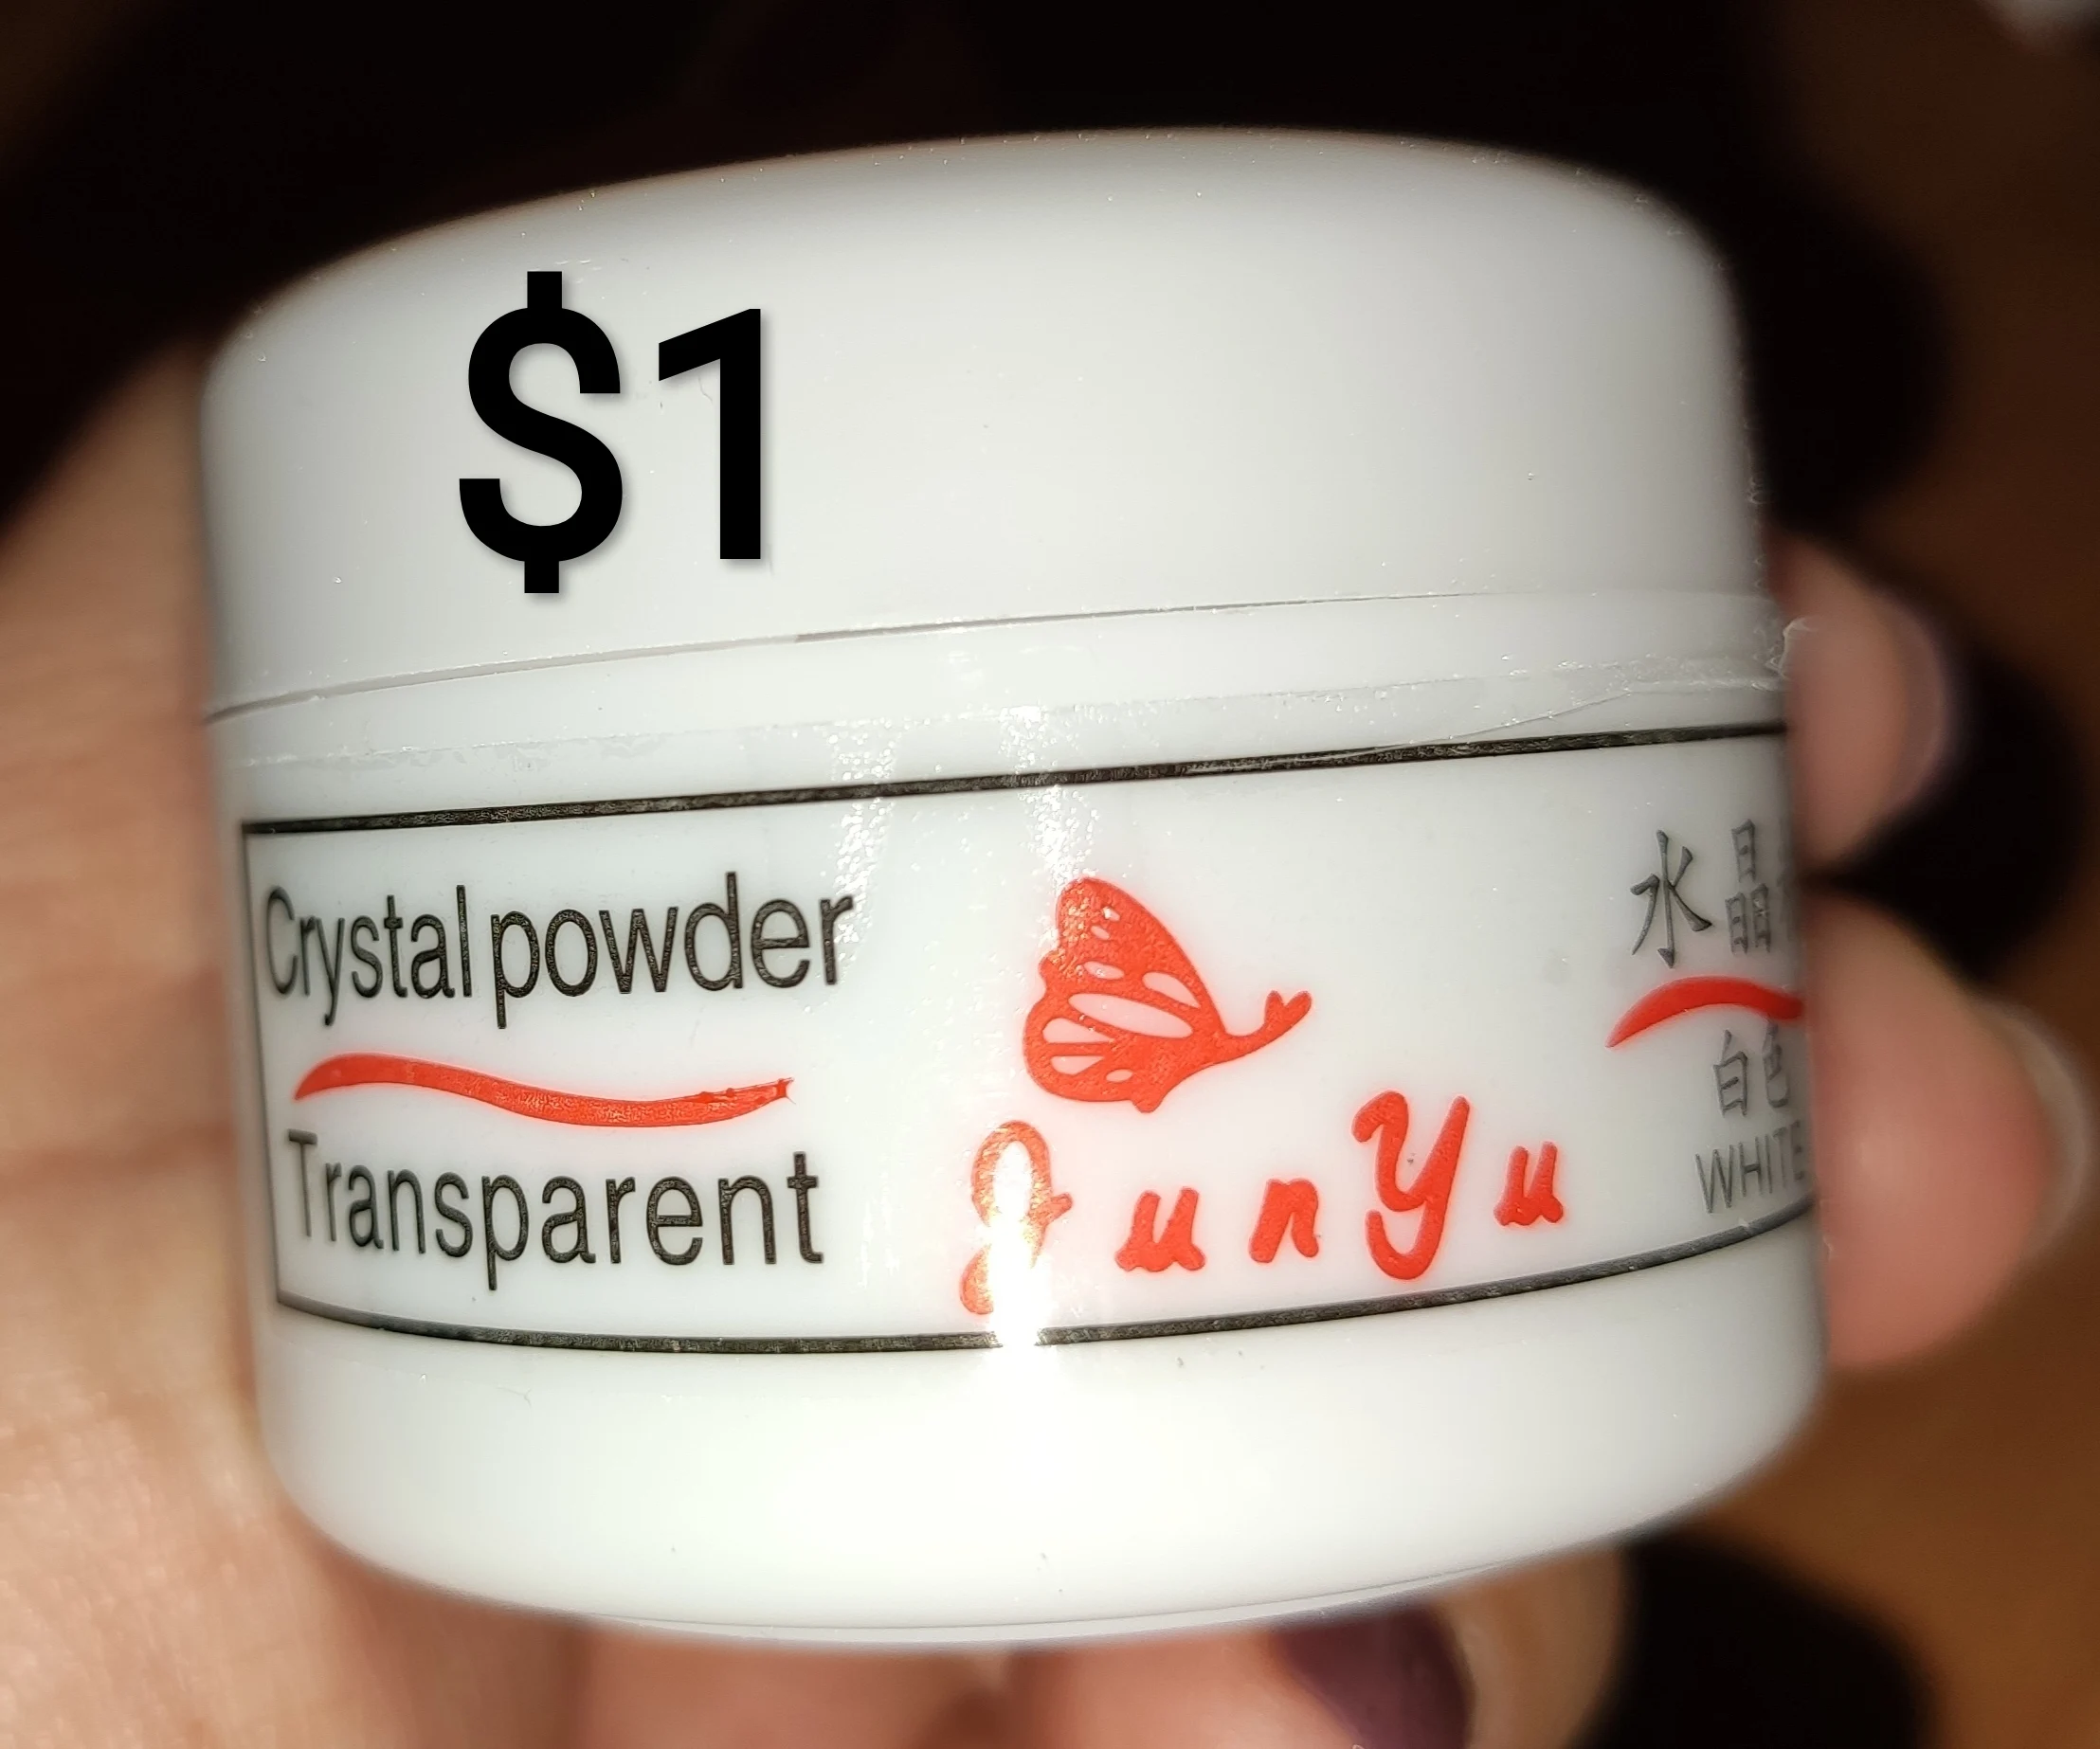 $1
Crystal powder
Transparent
JunYu
水晶
白色
WHITE